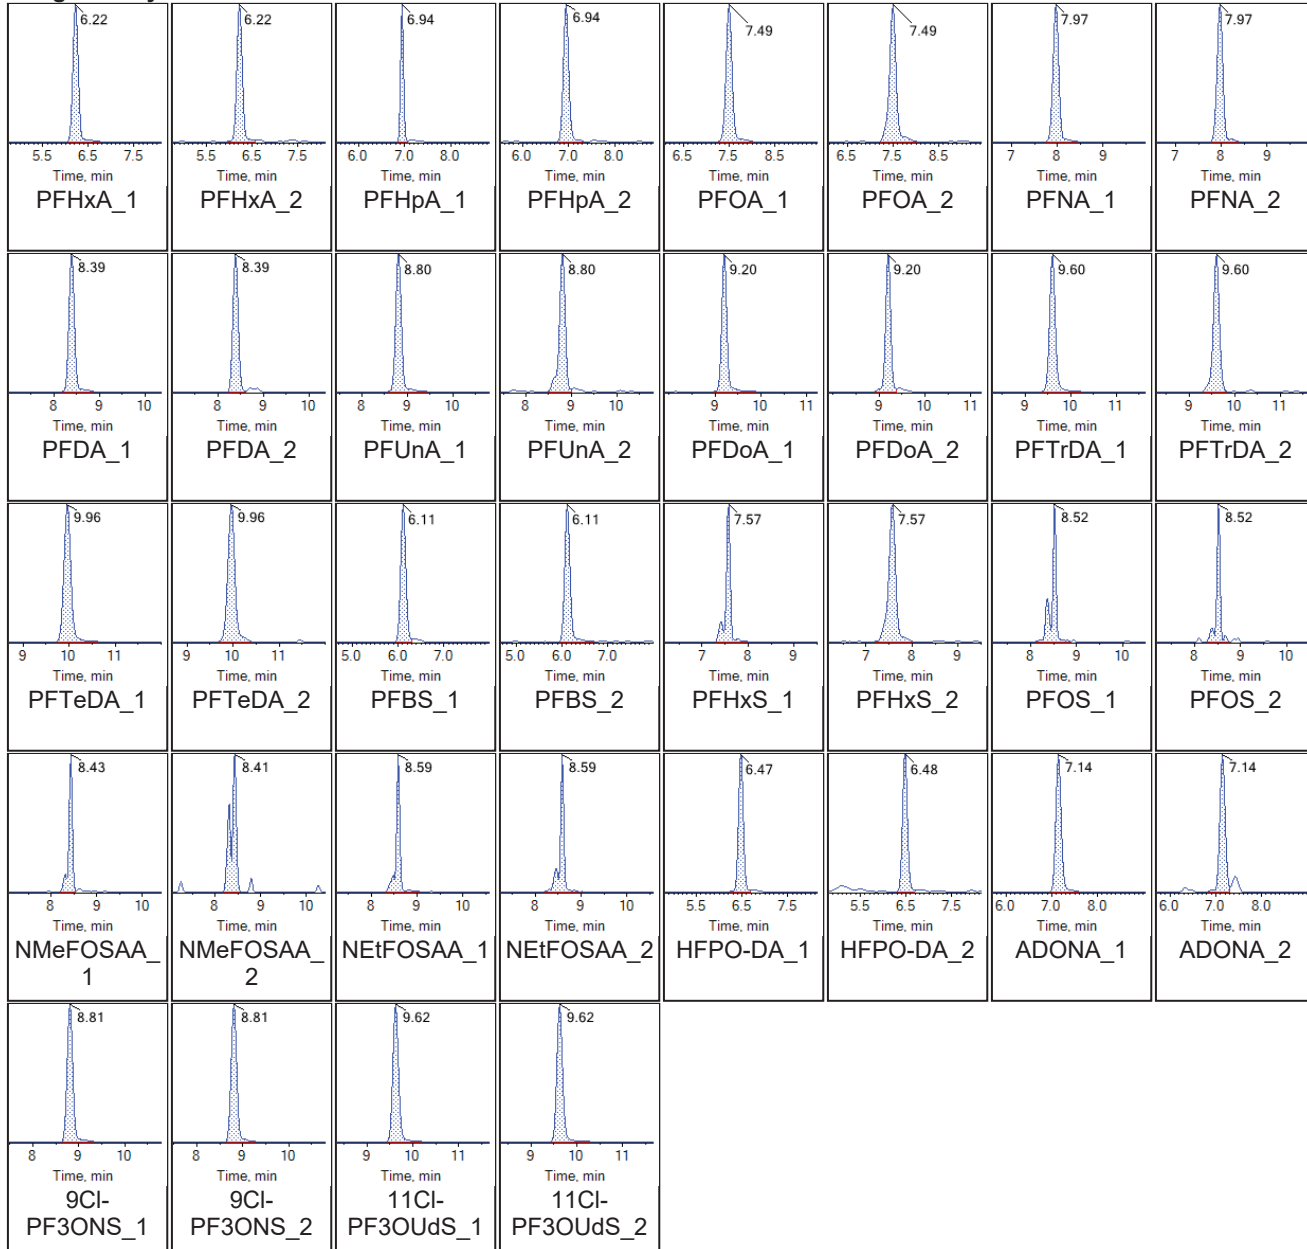 6.22 6.22 6.94 6.94 7.49 7.49 7.97 7.97
5.5 6.5 7.5 5.5 6.5 7.5 6.0 7.0 8.0 6.0 7.0 8.0 6.5 7.5 8.5 6.5 7.5 8.5 7 8 9 7 8 9
Time, min Time, min Time, min Time, min Time, min Time, min Time, min Time, min
PFHxA_1 PFHxA_2 PFHpA_1 PFHpA_2 PFOA_1 PFOA_2 PFNA_1 PFNA_2
8.39 8.39 8.80 8.80 9.20 9.20 9.60 9.60
8 9 10 8 9 10 8 9 10 8 9 10 9 10 11 9 10 11 9 10 11 9 10 11
Time, min Time, min Time, min Time, min Time, min Time, min Time, min Time, min
PFDA_1 PFDA_2 PFUnA_1 PFUnA_2 PFDoA_1 PFDoA_2 PFTrDA_1 PFTrDA_2
9.96 9.96 6.11 6.11 7.57 7.57 8.52 8.52
9 10 11 9 10 11 5.0 6.0 7.0 5.0 6.0 7.0 7 8 9 7 8 9 8 9 10 8 9 10
Time, min Time, min Time, min Time, min Time, min Time, min Time, min Time, min
PFTeDA_1 PFTeDA_2 PFBS_1 PFBS_2 PFHxS_1 PFHxS_2 PFOS_1 PFOS_2
8.43 8.41 8.59 8.59 6.47 6.48 7.14 7.14
8 9 10 8 9 10 8 9 10 8 9 10 5.5 6.5 7.5 5.5 6.5 7.5 6.0 7.0 8.0 6.0 7.0 8.0
Time, min Time, min Time, min Time, min Time, min Time, min Time, min Time, min
NMeFOSAA_ NMeFOSAA_ NEtFOSAA_1 NEtFOSAA_2 HFPO-DA_1 HFPO-DA_2 ADONA_1 ADONA_2
1 2
8.81 8.81 9.62 9.62
8 9 10 8 9 10 9 10 11 9 10 11
Time, min Time, min Time, min Time, min
9Cl- 9Cl- 11Cl- 11Cl-
PF3ONS_1 PF3ONS_2 PF3OUdS_1 PF3OUdS_2